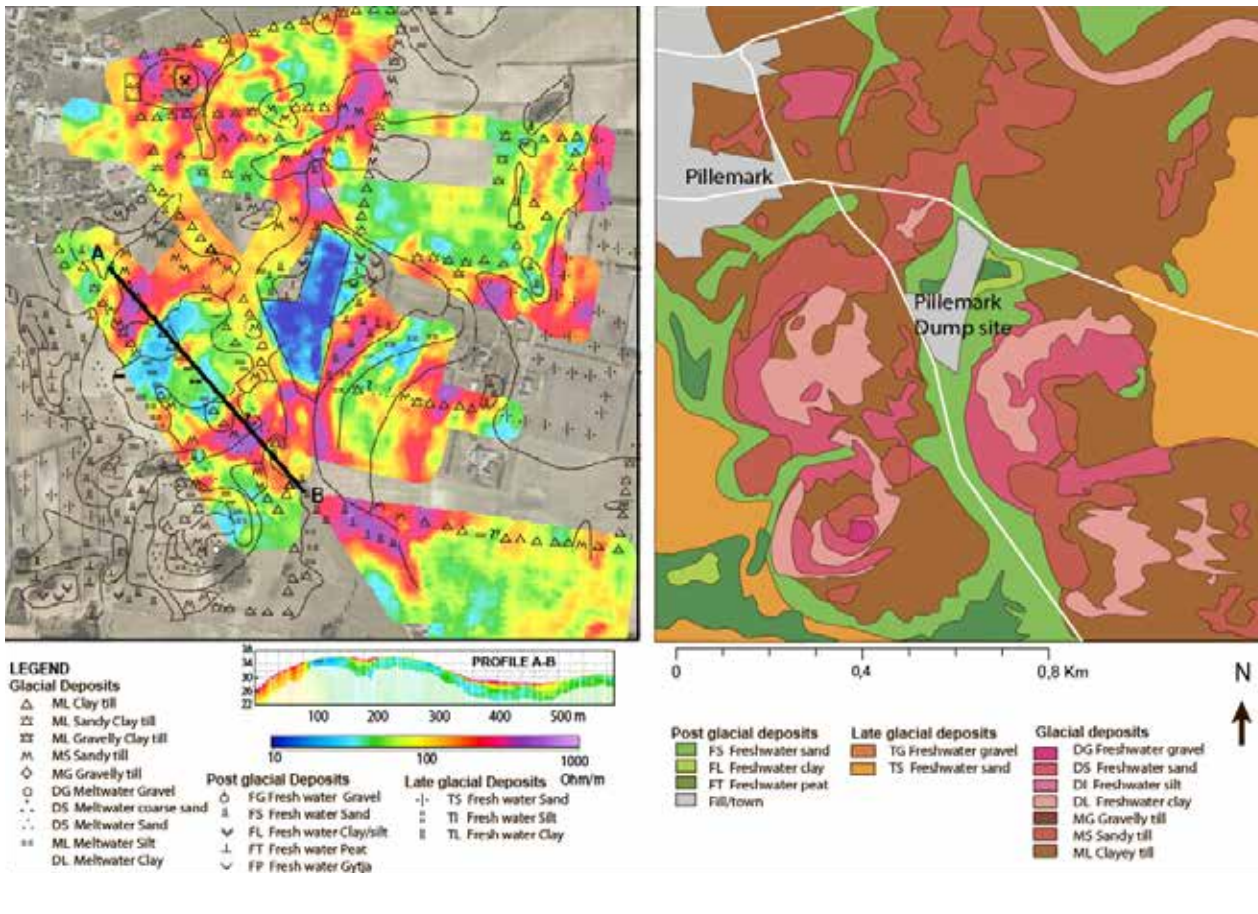 A
B
Pillemark
Pillemark
Dump site
LEGEND
Glacial Deposits
ML Clay till
ML Sandy Clay till
ML Gravelly Clay till
MS Sandy till
MG Gravelly till
DG Meltwater Gravel
DS Meltwater coarse sand
DS Meltwater Sand
ML Meltwater Silt
DL Meltwater Clay
PROFILE A-B
38
34
30
26
22
100 200 300 400 500 m
10 100 1000
Ohm/m
Post glacial Deposits
FG Fresh water Gravel
FS Fresh water Sand
FL Fresh water Clay/silt
FT Fresh water Peat
FP Fresh water Gytja
Late glacial Deposits
TS Fresh water Sand
TI Fresh water Silt
TL Fresh water Clay
0 0,4 0,8 Km
N
Post glacial deposits
FS Freshwater sand
FL Freshwater clay
FT Freshwater peat
Fill/town
Late glacial deposits
TG Freshwater gravel
TS Freshwater sand
Glacial deposits
DG Freshwater gravel
DS Freshwater sand
DI Freshwater silt
DL Freshwater clay
MG Gravelly till
MS Sandy till
ML Clayey till